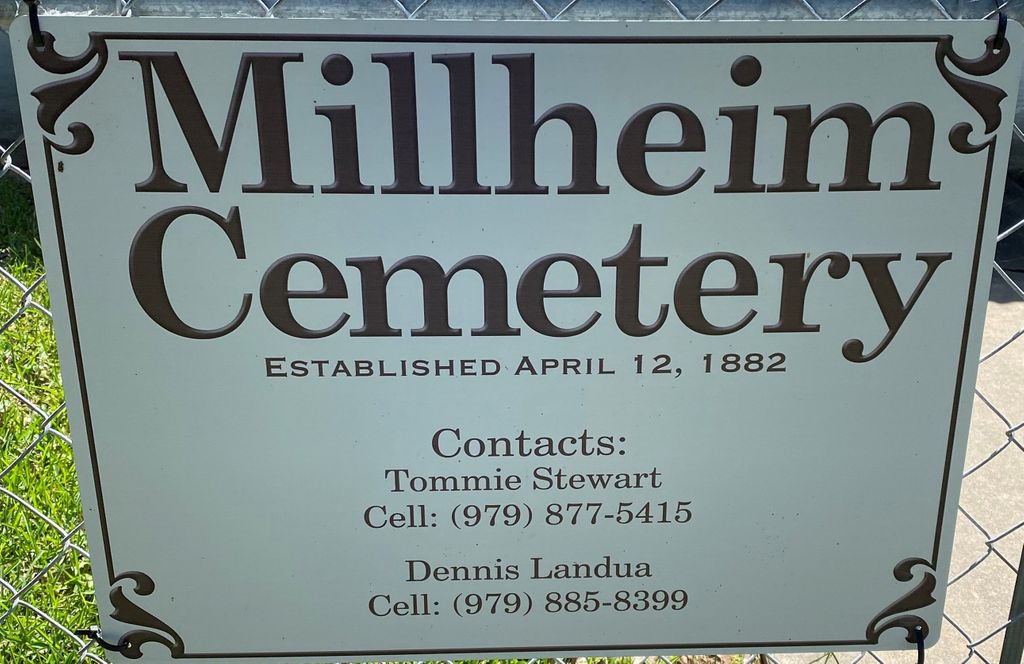 Millheim
Cemetery
Established April 12, 1882
Contacts:
Tommie Stewart
Cell: (979) 877-5415
Dennis Landua
Cell: (979) 885-8399